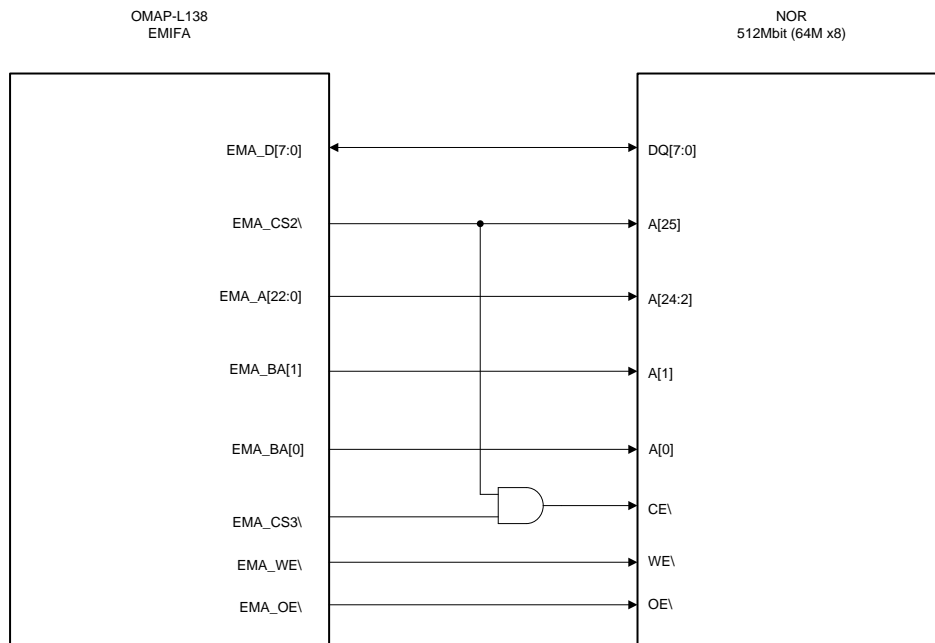 OMAP-L138
EMIFA
NOR
512Mbit (64M x8)
EMA_D[7:0]
DQ[7:0]
EMA_CS2\
A[25]
EMA_A[22:0]
A[24:2]
EMA_BA[1]
A[1]
EMA_BA[0]
A[0]
EMA_CS3\
CE\
EMA_WE\
WE\
EMA_OE\
OE\